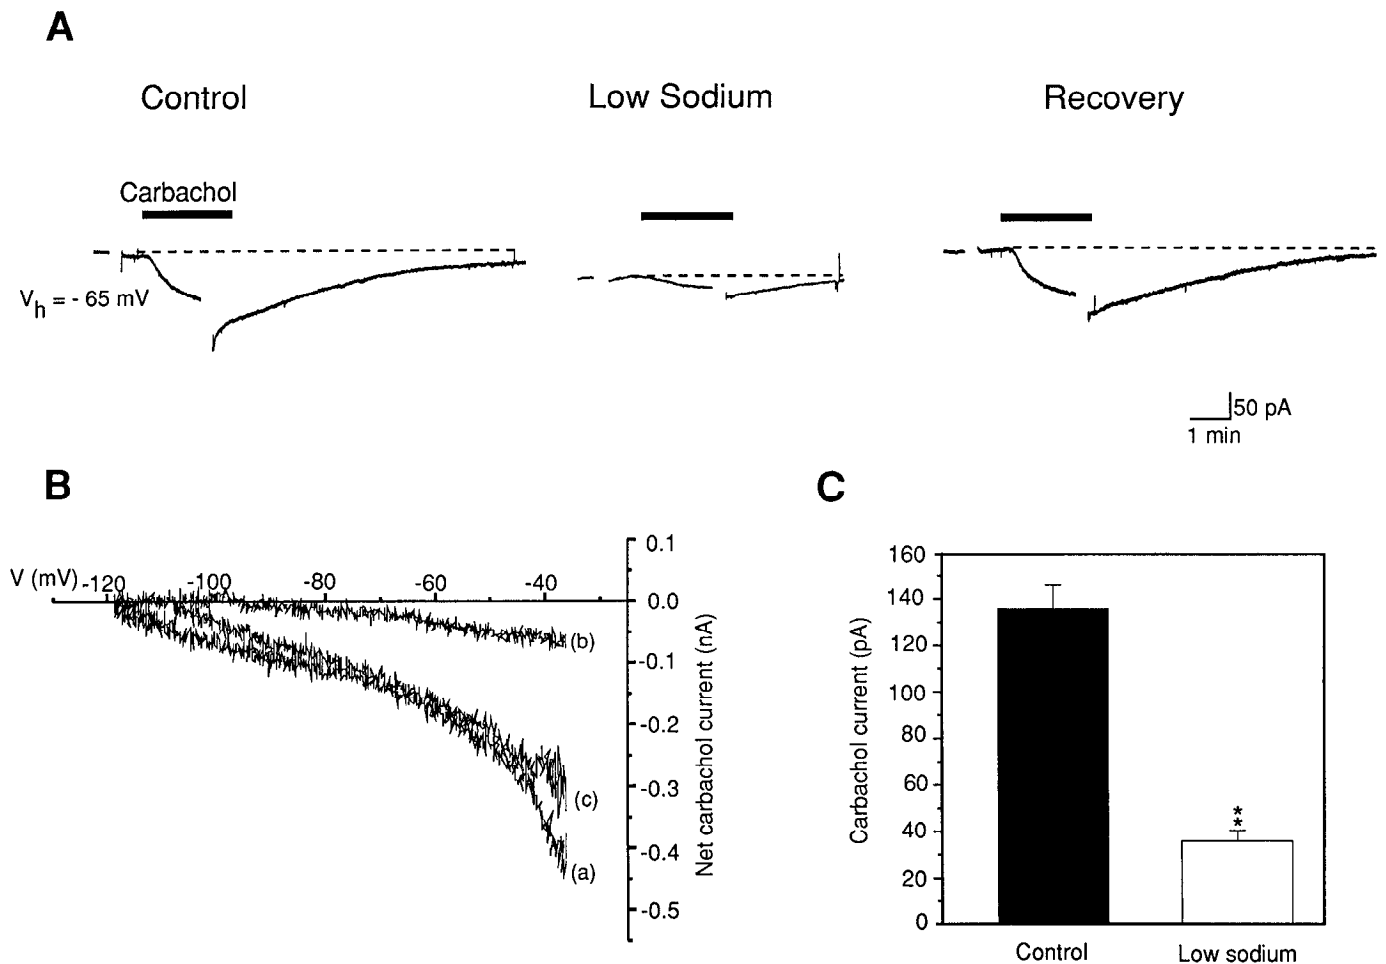 A
Control
Low Sodium
Recovery
Carbachol
Vh = - 65 mV
50 pA
1 min
B
V (mV)
-120
-100
-80
-60
-40
0.1
0.0
-0.1
-0.2
-0.3
-0.4
-0.5
(b)
(c)
(a)
Net carbachol current (nA)
C
160
140
120
100
80
60
40
20
0
Carbachol current (pA)
**
Control
Low sodium